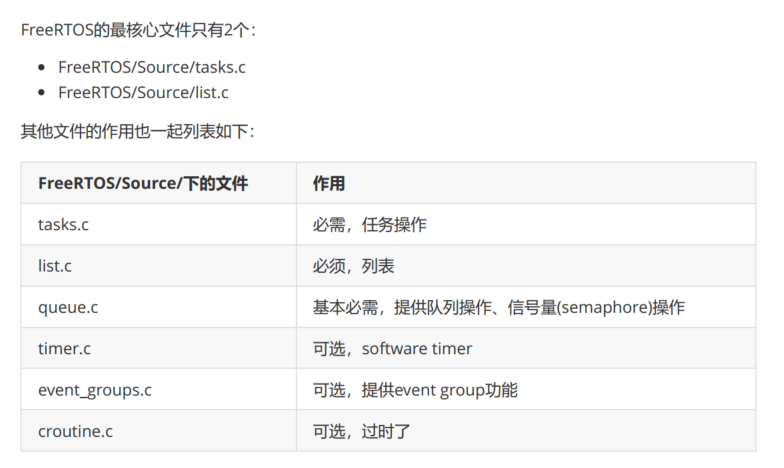 FreeRTOS的最核心文件只有2个：
• FreeRTOS/Source/tasks.c
• FreeRTOS/Source/list.c
其他文件的作用也一起列表如下：
FreeRTOS/Source/下的文件 作用
tasks.c 必需，任务操作
list.c 必须，列表
queue.c 基本必需，提供队列操作、信号量(semaphore)操作
timer.c 可选，software timer
event_groups.c 可选，提供event group功能
croutine.c 可选，过时了